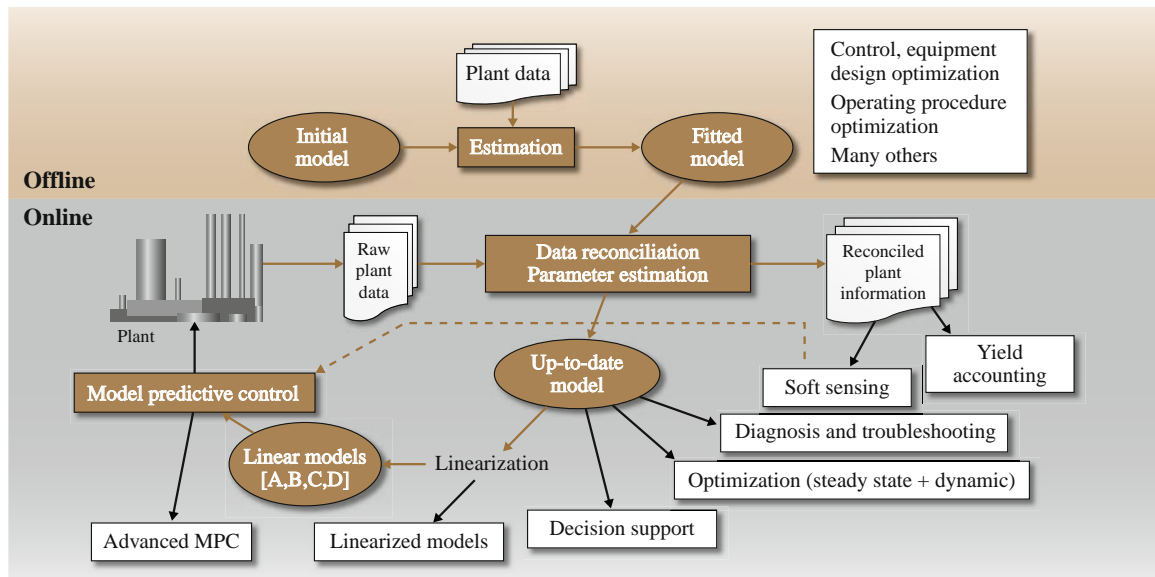 Plant data
Control, equipment
design optimization
Operating procedure
optimization
Many others
Initial
model
Estimation
Fitted
model
Offline
Online
Raw
plant
data
Data reconciliation
Parameter estimation
Reconciled
plant
information
Plant
Up-to-date
model
Yield
accounting
Soft sensing
Model predictive control
Diagnosis and troubleshooting
Linear models
[A,B,C,D]
Linearization
Optimization (steady state + dynamic)
Decision support
Advanced MPC
Linearized models